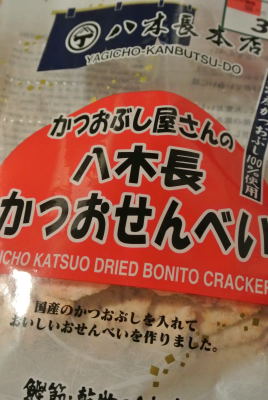 八木長本店
YAGICHO-KANBUTSU-DO
かつおぶし屋さんの
八木長
かつおせんべい
ICHO KATSUO DRIED BONITO CRACKER
国産のかつおぶしを入れて
おいしいおせんべいを作りました。